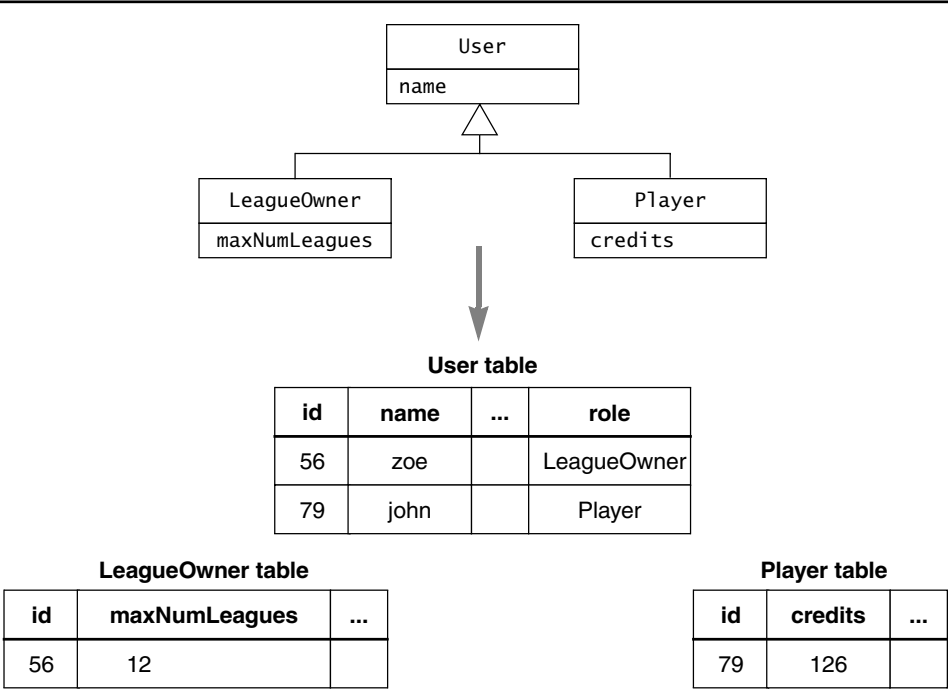 User
name
LeagueOwner
Player
maxNumLeagues
credits
User table
id name ... role
56 zoe LeagueOwner
79 john Player
LeagueOwner table
id maxNumLeagues ...
56 12
Player table
id credits ...
79 126